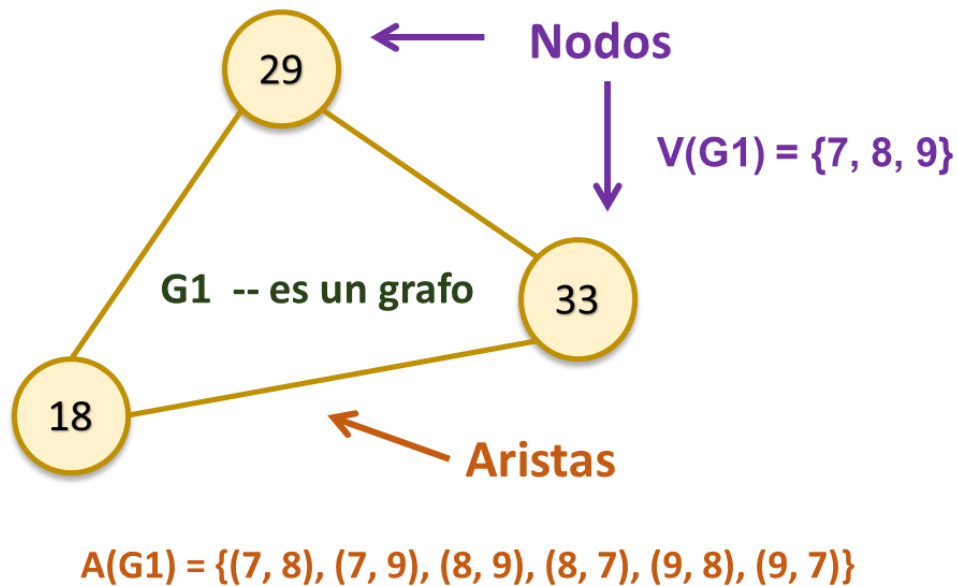 29
Nodos
V(G1) = {7, 8, 9}
G1 -- es un grafo
33
18
Aristas
A(G1) = {(7, 8), (7, 9), (8, 9), (8, 7), (9, 8), (9, 7)}